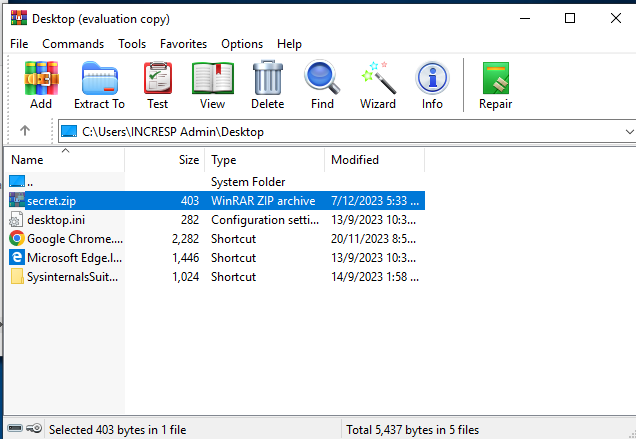 Desktop (evaluation copy)
File Commands Tools Favorites Options Help
Add Extract To Test View Delete Find Wizard Info Repair
C:\Users\INCRESP Admin\Desktop
Name Size Type Modified
.. System Folder
secret.zip 403 WinRAR ZIP archive 7/12/2023 5:33 ...
desktop.ini 282 Configuration setti... 13/9/2023 10:3...
Google Chrome.... 2,282 Shortcut 20/11/2023 8:5...
Microsoft Edge.l... 1,446 Shortcut 13/9/2023 10:3...
SysinternalsSuit... 1,024 Shortcut 14/9/2023 1:58 ...
Selected 403 bytes in 1 file Total 5,437 bytes in 5 files